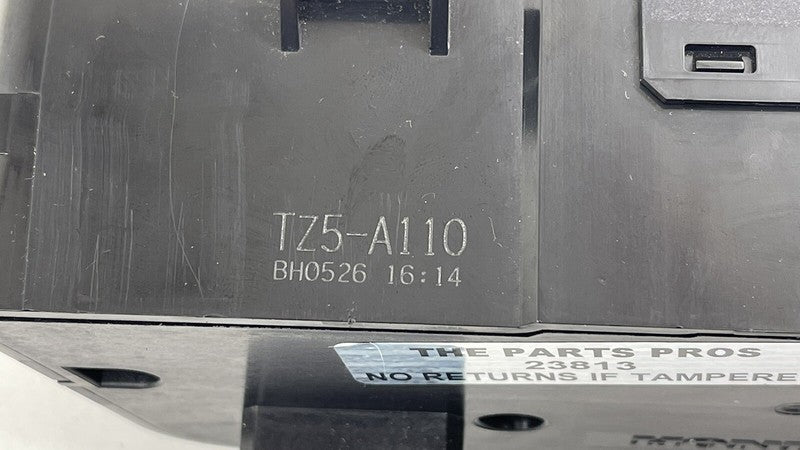 TZ5-A110
BH0526 16:14
THE PARTS PROS
23813
NO RETURNS IF TAMPERE